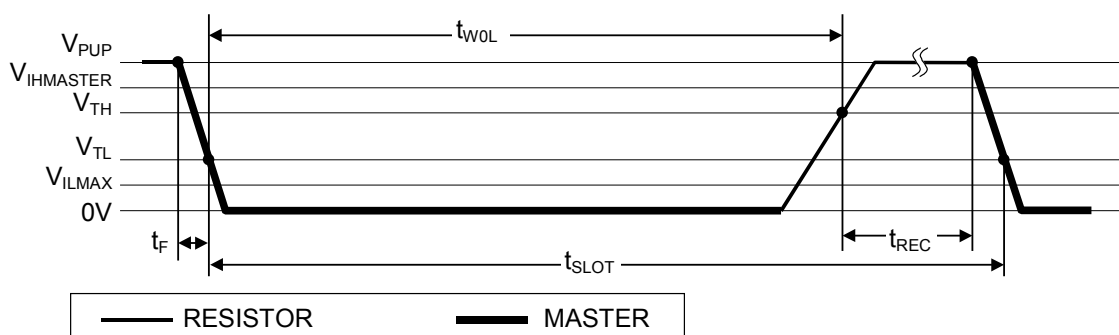 tW0L
VPUP
VIHMASTER
VTH
VTL
VILMAX
0V
tF
tREC
tSLOT
RESISTOR
MASTER